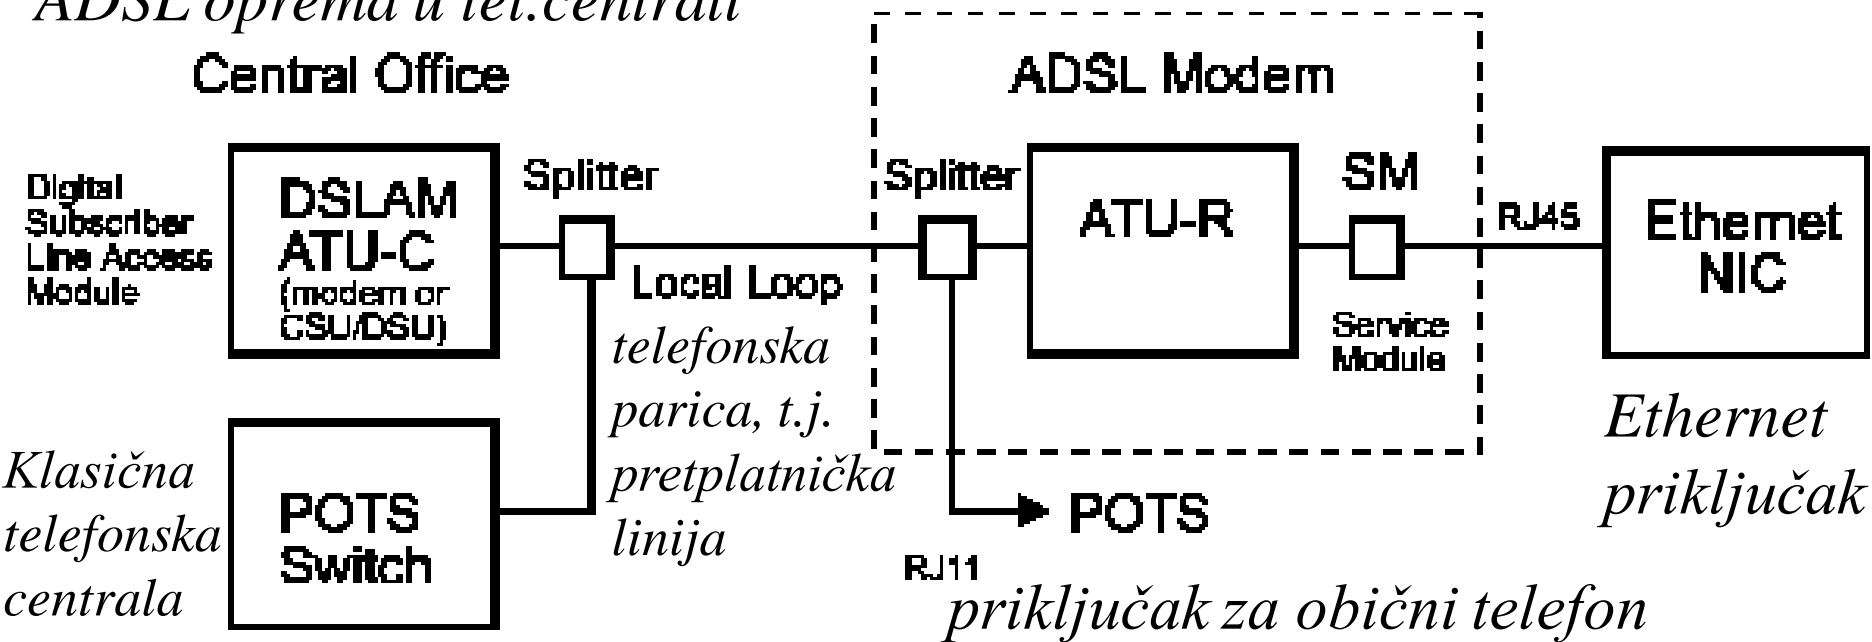 ADSL oprema u tel.centrali
Central Office
ADSL Modem
Digital
Subscriber
Line Access
Module
DSLAM
ATU-C
(modem or
CSU/DSU)
Splitter
Local Loop
telefonska
parica, t.j.
pretplatnička
linija
Splitter
ATU-R
SM
Service
Module
RJ45
Ethernet
NIC
Ethernet
priključak
Klasična
telefonska
centrala
POTS
Switch
POTS
RJ11
priključak za obični telefon